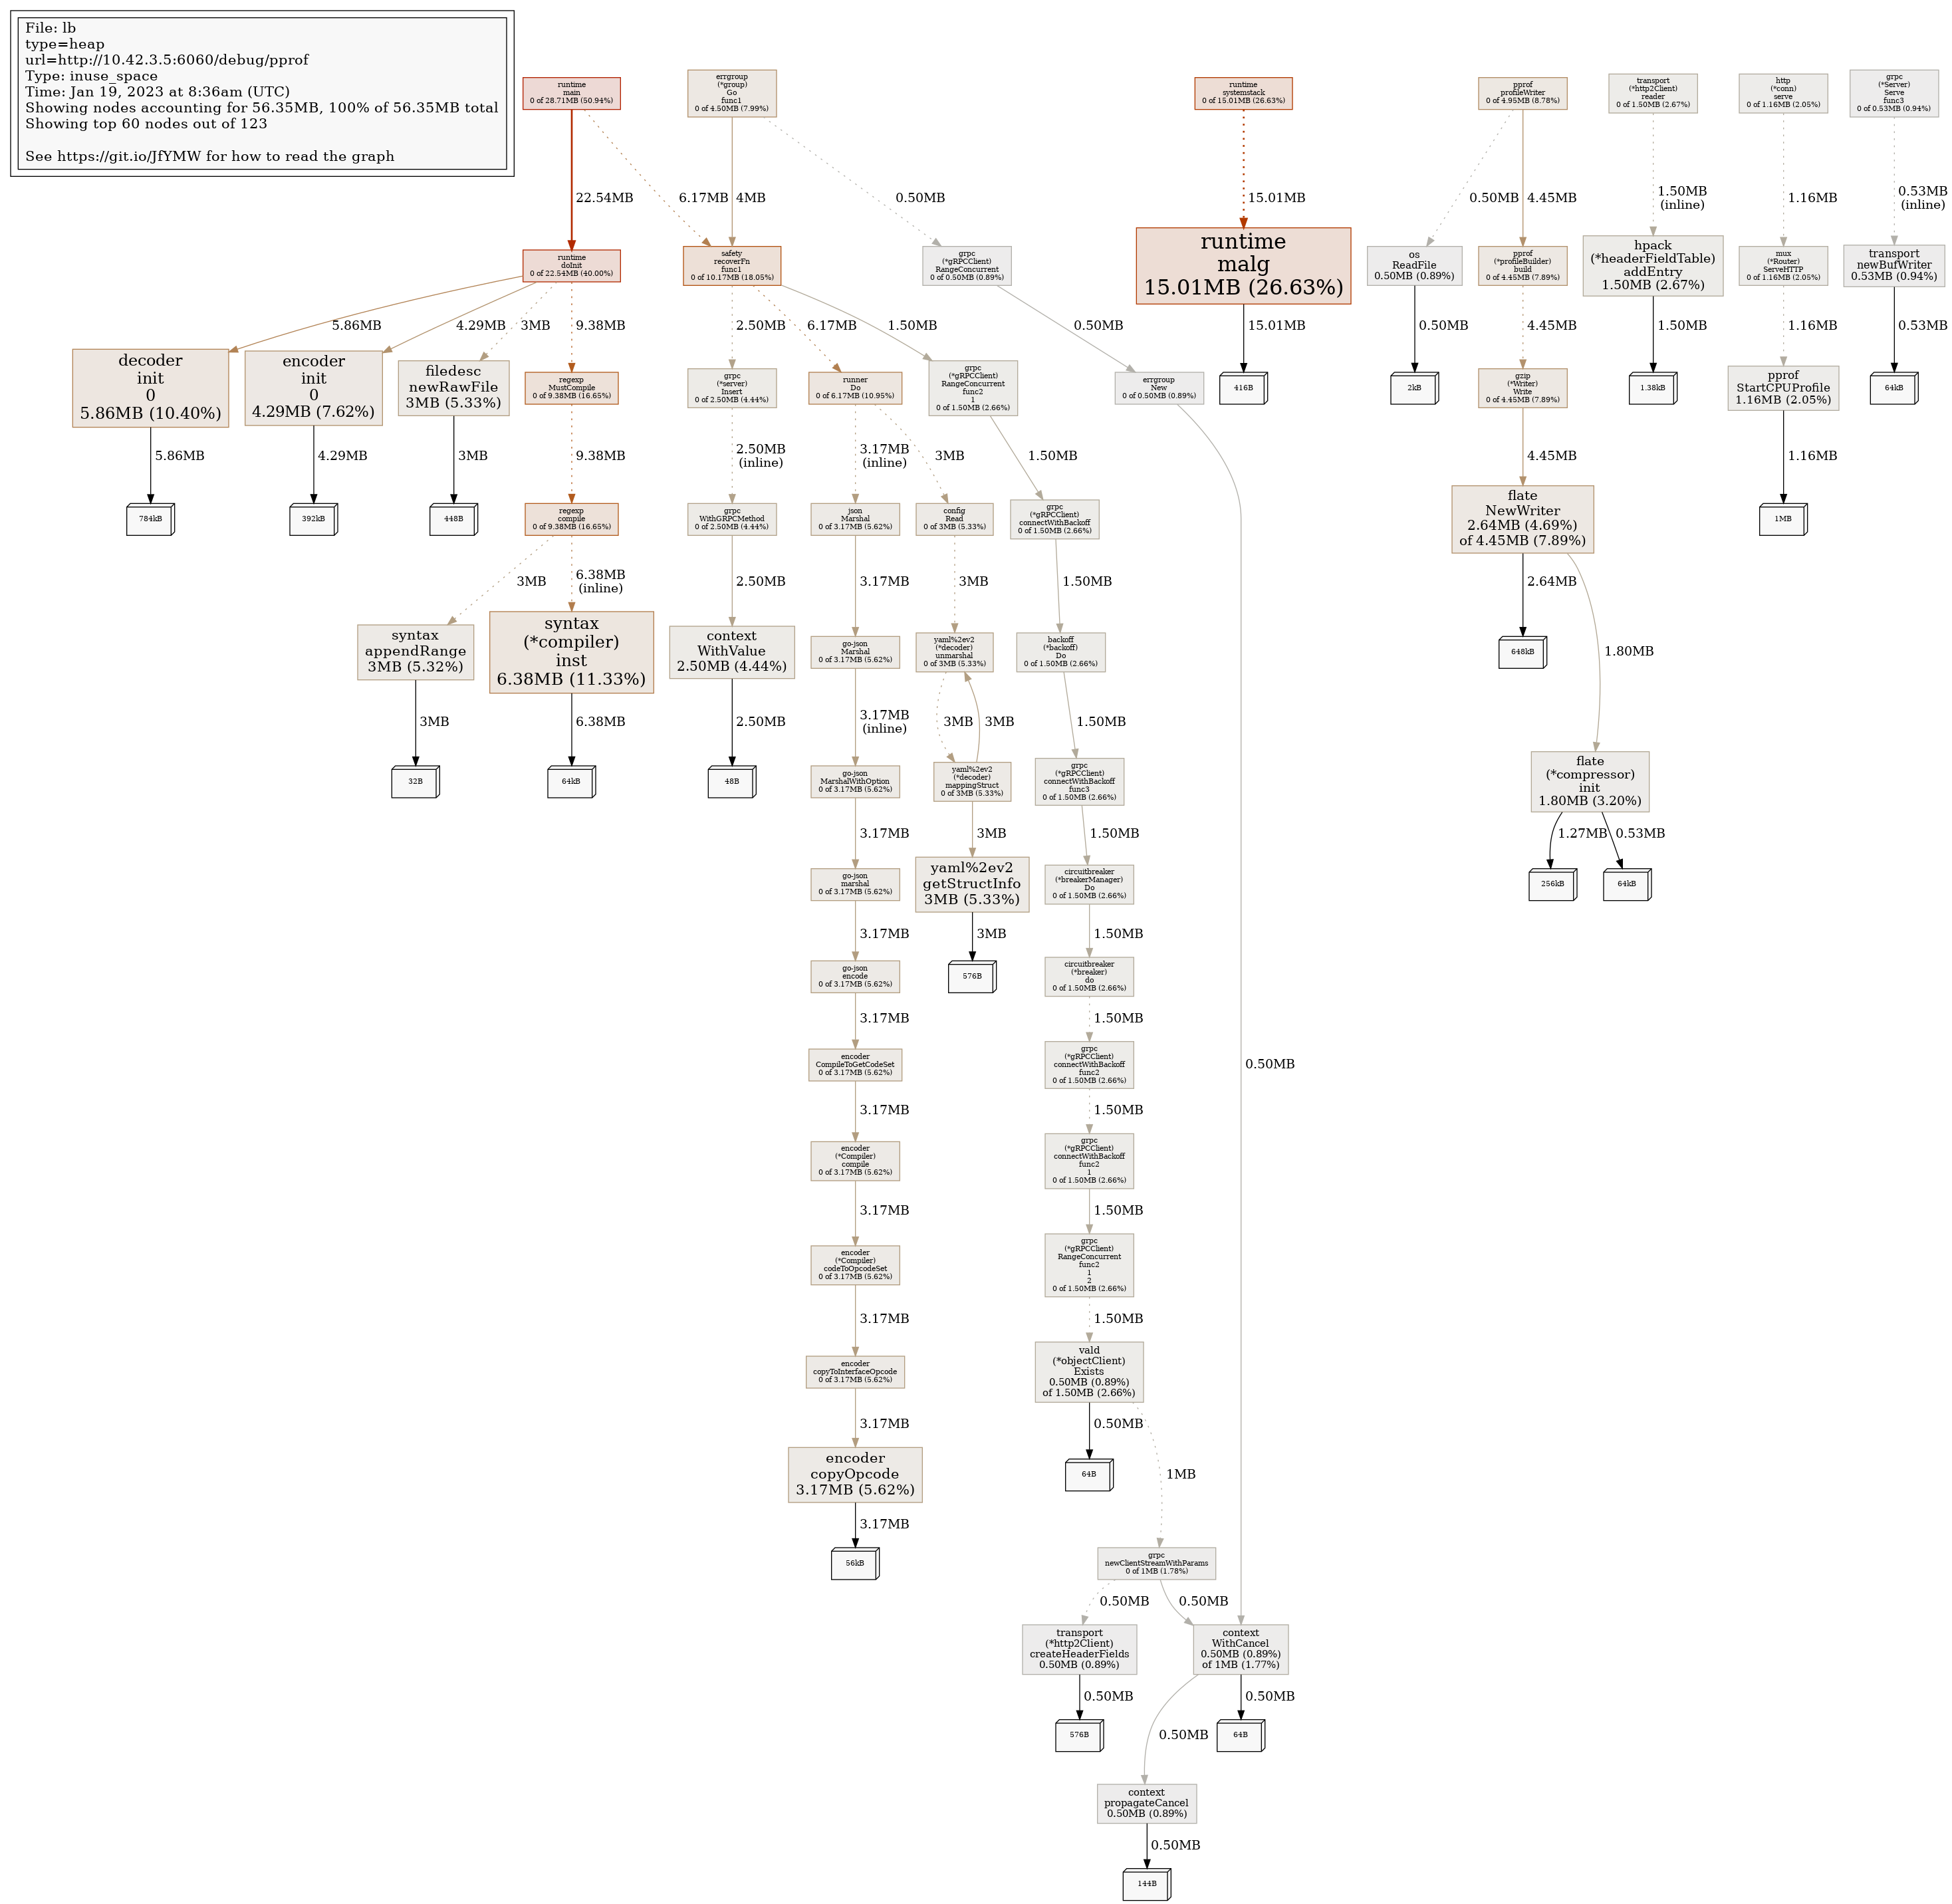 File: lb
type=heap
url=http://10.42.3.5:6060/debug/pprof
Type: inuse_space
Time: Jan 19, 2023 at 8:36am (UTC)
Showing nodes accounting for 56.35MB, 100% of 56.35MB total
Showing top 60 nodes out of 123
See https://git.io/JfYMW for how to read the graph
runtime
main
0 of 28.71MB (50.94%)
errgroup
(*group)
Go
func1
0 of 4.50MB (7.99%)
runtime
systemstack
0 of 15.01MB (26.63%)
pprof
profileWriter
0 of 4.95MB (8.78%)
transport
(*http2Client)
reader
0 of 1.50MB (2.67%)
http
(*conn)
serve
0 of 1.16MB (2.05%)
grpc
(*Server)
Serve
func3
0 of 0.53MB (0.94%)
22.54MB
6.17MB
4MB
0.50MB
15.01MB
0.50MB
4.45MB
1.50MB
(inline)
1.16MB
0.53MB
(inline)
runtime
doInit
0 of 22.54MB (40.00%)
safety
recoverFn
func1
0 of 10.17MB (18.05%)
grpc
(*gRPCClient)
RangeConcurrent
0 of 0.50MB (0.89%)
runtime
malg
15.01MB (26.63%)
os
ReadFile
0.50MB (0.89%)
pprof
(*profileBuilder)
build
0 of 4.45MB (7.89%)
hpack
(*headerFieldTable)
addEntry
1.50MB (2.67%)
mux
(*Router)
ServeHTTP
0 of 1.16MB (2.05%)
transport
newBufWriter
0.53MB (0.94%)
5.86MB
4.29MB
3MB
9.38MB
2.50MB
6.17MB
1.50MB
0.50MB
15.01MB
0.50MB
4.45MB
1.50MB
1.16MB
0.53MB
decoder
init
0
5.86MB (10.40%)
encoder
init
0
4.29MB (7.62%)
filedesc
newRawFile
3MB (5.33%)
regexp
MustCompile
0 of 9.38MB (16.65%)
grpc
(*server)
Insert
0 of 2.50MB (4.44%)
runner
Do
0 of 6.17MB (10.95%)
grpc
(*gRPCClient)
RangeConcurrent
func2
1
0 of 1.50MB (2.66%)
errgroup
New
0 of 0.50MB (0.89%)
416B
2kB
gzip
(*Writer)
Write
0 of 4.45MB (7.89%)
1.38kB
pprof
StartCPUProfile
1.16MB (2.05%)
64kB
5.86MB
4.29MB
3MB
9.38MB
2.50MB
(inline)
3.17MB
(inline)
3MB
1.50MB
4.45MB
1.16MB
784kB
392kB
448B
regexp
compile
0 of 9.38MB (16.65%)
grpc
WithGRPCMethod
0 of 2.50MB (4.44%)
json
Marshal
0 of 3.17MB (5.62%)
config
Read
0 of 3MB (5.33%)
grpc
(*gRPCClient)
connectWithBackoff
0 of 1.50MB (2.66%)
flate
NewWriter
2.64MB (4.69%)
of 4.45MB (7.89%)
1MB
3MB
6.38MB
(inline)
2.50MB
3.17MB
3MB
1.50MB
2.64MB
1.80MB
syntax
appendRange
3MB (5.32%)
syntax
(*compiler)
inst
6.38MB (11.33%)
context
WithValue
2.50MB (4.44%)
go-json
Marshal
0 of 3.17MB (5.62%)
yaml%2ev2
(*decoder)
unmarshal
0 of 3MB (5.33%)
backoff
(*backoff)
Do
0 of 1.50MB (2.66%)
648kB
3MB
6.38MB
2.50MB
3.17MB
(inline)
3MB
3MB
1.50MB
32B
64kB
48B
go-json
MarshalWithOption
0 of 3.17MB (5.62%)
yaml%2ev2
(*decoder)
mappingStruct
0 of 3MB (5.33%)
grpc
(*gRPCClient)
connectWithBackoff
func3
0 of 1.50MB (2.66%)
flate
(*compressor)
init
1.80MB (3.20%)
3.17MB
3MB
1.50MB
1.27MB
0.53MB
go-json
marshal
0 of 3.17MB (5.62%)
yaml%2ev2
getStructInfo
3MB (5.33%)
circuitbreaker
(*breakerManager)
Do
0 of 1.50MB (2.66%)
256kB
64kB
3.17MB
3MB
1.50MB
go-json
encode
0 of 3.17MB (5.62%)
576B
circuitbreaker
(*breaker)
do
0 of 1.50MB (2.66%)
3.17MB
1.50MB
encoder
CompileToGetCodeSet
0 of 3.17MB (5.62%)
grpc
(*gRPCClient)
connectWithBackoff
func2
0 of 1.50MB (2.66%)
0.50MB
3.17MB
1.50MB
encoder
(*Compiler)
compile
0 of 3.17MB (5.62%)
grpc
(*gRPCClient)
connectWithBackoff
func2
1
0 of 1.50MB (2.66%)
3.17MB
1.50MB
encoder
(*Compiler)
codeToOpcodeSet
0 of 3.17MB (5.62%)
grpc
(*gRPCClient)
RangeConcurrent
func2
1
2
0 of 1.50MB (2.66%)
3.17MB
1.50MB
encoder
copyToInterfaceOpcode
0 of 3.17MB (5.62%)
vald
(*objectClient)
Exists
0.50MB (0.89%)
of 1.50MB (2.66%)
3.17MB
0.50MB
1MB
encoder
copyOpcode
3.17MB (5.62%)
64B
3.17MB
56kB
grpc
newClientStreamWithParams
0 of 1MB (1.78%)
0.50MB
0.50MB
transport
(*http2Client)
createHeaderFields
0.50MB (0.89%)
context
WithCancel
0.50MB (0.89%)
of 1MB (1.77%)
0.50MB
0.50MB
0.50MB
576B
64B
context
propagateCancel
0.50MB (0.89%)
0.50MB
144B